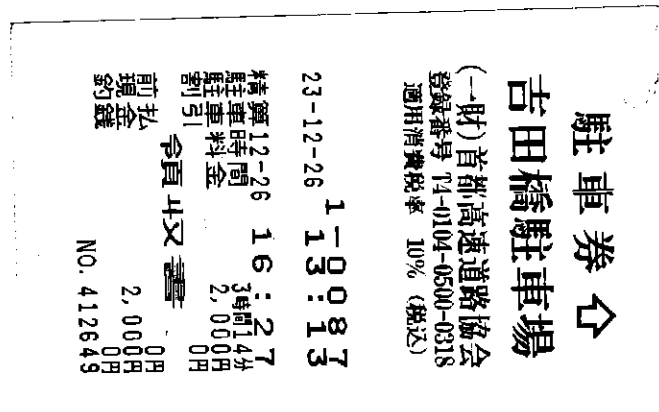 駐車券 ⇧
吉田橋駐車場
(一財)首都高速道路協会
登録番号 T4-0104-0500-0318
適用消費税率 10% (税込)
1-0087
23-12-26 13:13
精算12-26 16:27
駐車時間 3時間14分
駐車料金 2,000円
割引 0円
領収書
前払 0円
現金 2,000円
釣銭 0円
NO.412649